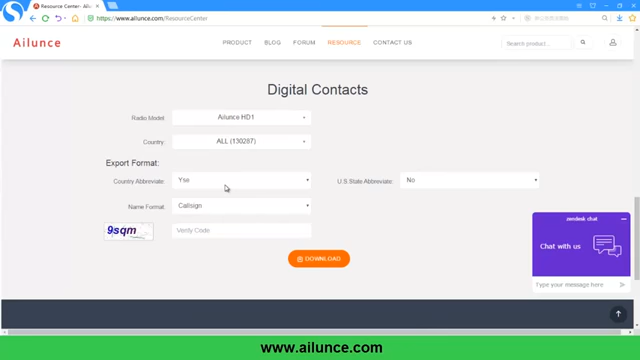 Resource Center- Ailun
https://www.ailunce.com/ResourceCenter
Ailunce
PRODUCT BLOG FORUM RESOURCE CONTACT US
Search product...
Digital Contacts
Radio Model: Ailunce HD1
Country: ALL (130287)
Export Format:
Country Abbreviate: Yse U.S.State Abbreviate: No
Name Format: Callsign
9sqm Verify Code
DOWNLOAD
zendesk chat
Chat with us
Type your message here
www.ailunce.com